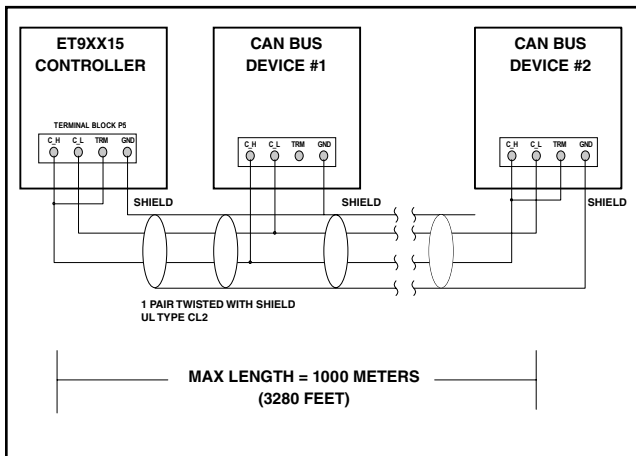 ET9XX15
CONTROLLER
TERMINAL BLOCK P5
C_H C_L TRM GND
SHIELD
CAN BUS
DEVICE #1
C_H C_L TRM GND
SHIELD
CAN BUS
DEVICE #2
C_H C_L TRM GND
SHIELD
1 PAIR TWISTED WITH SHIELD
UL TYPE CL2
MAX LENGTH = 1000 METERS
(3280 FEET)